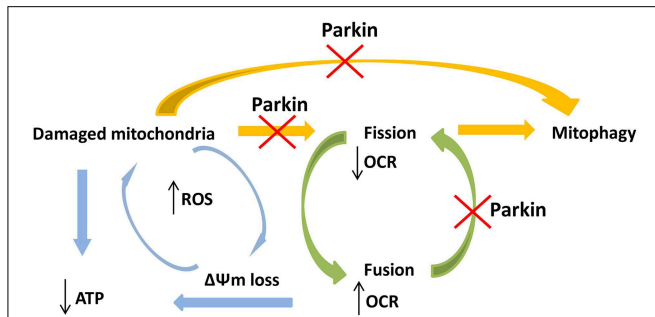 Parkin
Parkin
Damaged mitochondria
Fission
Mitophagy
OCR
ROS
Parkin
ΔΨm loss
Fusion
ATP
OCR